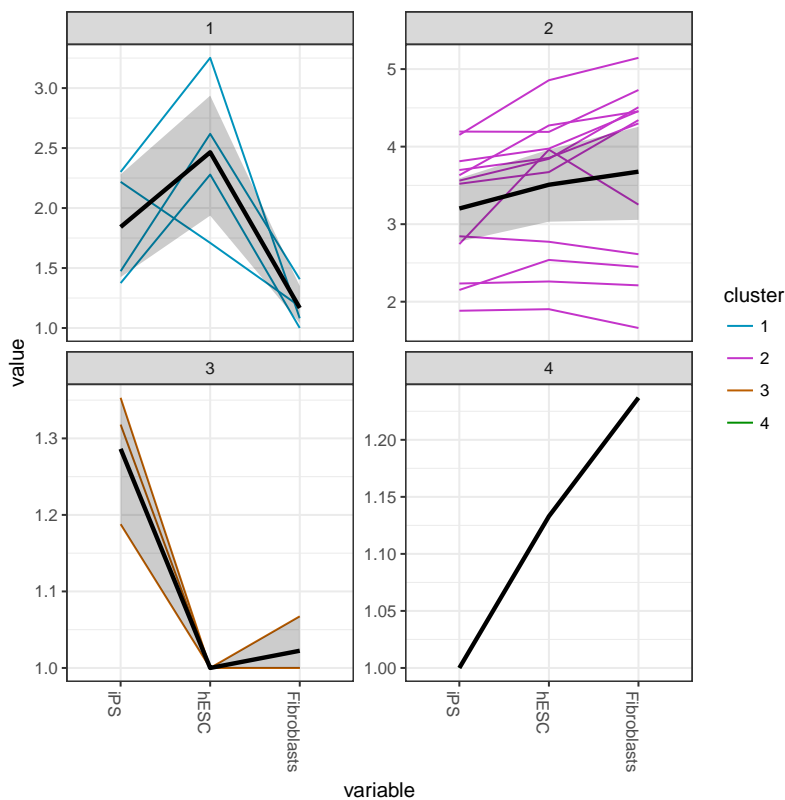 1
2
3.0
2.5
2.0
1.5
1.0
5
4
3
2
value
3
4
1.3
1.2
1.1
1.0
1.20
1.15
1.10
1.05
1.00
iPS
hESC
Fibroblasts
iPS
hESC
Fibroblasts
variable
cluster
1
2
3
4